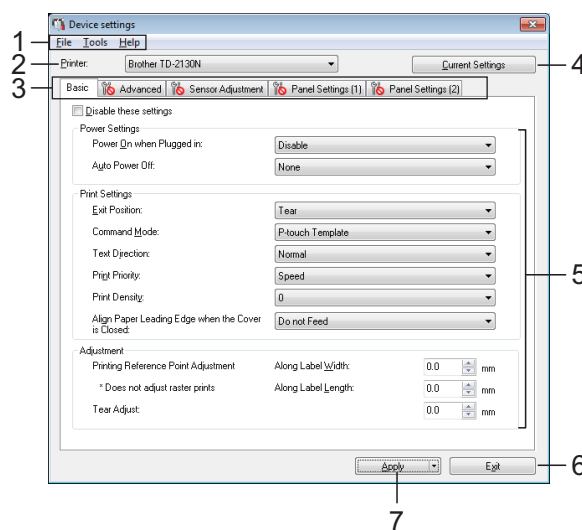 Device settings
1
File Tools Help
2
Printer: Brother TD-2130N Current Settings
4
3
Basic Advanced Sensor Adjustment Panel Settings (1) Panel Settings (2)
Disable these settings
Power Settings
Power On when Plugged in: Disable
Auto Power Off: None
Print Settings
Exit Position: Tear
Command Mode: P-touch Template
Text Direction: Normal
5
Print Priority: Speed
Print Density: 0
Align Paper Leading Edge when the Cover is Closed: Do not Feed
Adjustment
Printing Reference Point Adjustment Along Label Width: 0.0 mm
* Does not adjust raster prints Along Label Length: 0.0 mm
Tear Adjust: 0.0 mm
Apply Exit
6
7